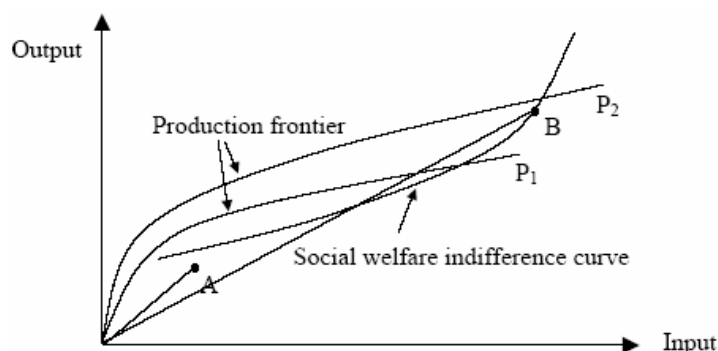 Output
Production frontier
P₂
B
P₁
Social welfare indifference curve
A
Input